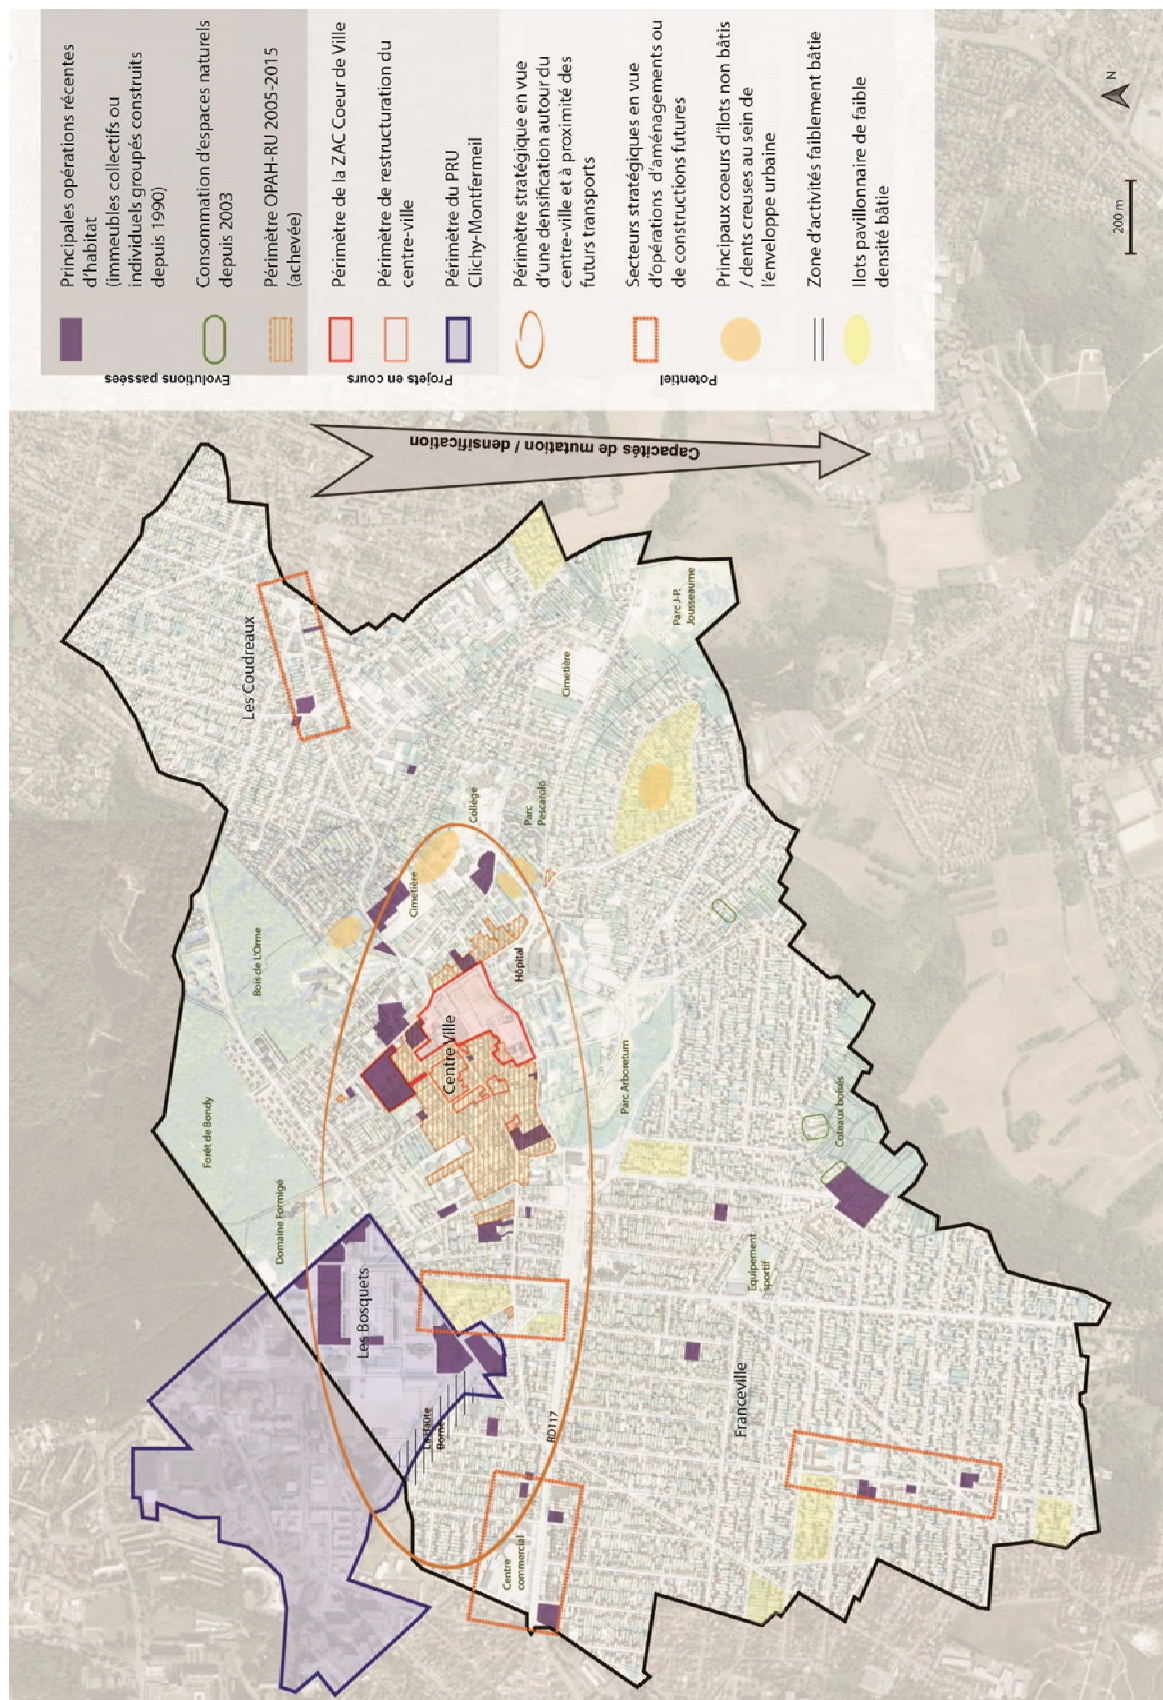 Evolutions passées
Principales opérations récentes
d'habitat
(immeubles collectifs ou
individuels groupés construits
depuis 1990)
Consommation d'espaces naturels
depuis 2003
Périmètre OPAH-RU 2005-2015
(achevée)
Projets en cours
Périmètre de la ZAC Coeur de Ville
Périmètre de restructuration du
centre-ville
Périmètre du PRU
Clichy-Montfermeil
Potentiel
Périmètre stratégique en vue
d'une densification autour du
centre-ville et à proximité des
futurs transports
Secteurs stratégiques en vue
d'opérations d'aménagements ou
de constructions futures
Principaux coeurs d'îlots non bâtis
/ dents creuses au sein de
l'enveloppe urbaine
Zone d'activités faiblement bâtie
Ilots pavillonnaire de faible
densité bâtie
N
200 m
Capacités de mutation / densification
Les Coudreaux
Bois de L'Orme
Forêt de Bondy
Domaine Formigé
Les Bosquets
La Haute
Borne
Centre Ville
Cimetière
Collège
Parc
Pescarolo
Hôpital
Cimetière
Parc J-P.
Jousseaume
Parc Arboretum
RD117
Centre
commercial
Franceville
Equipement
sportif
Coteaux boisés